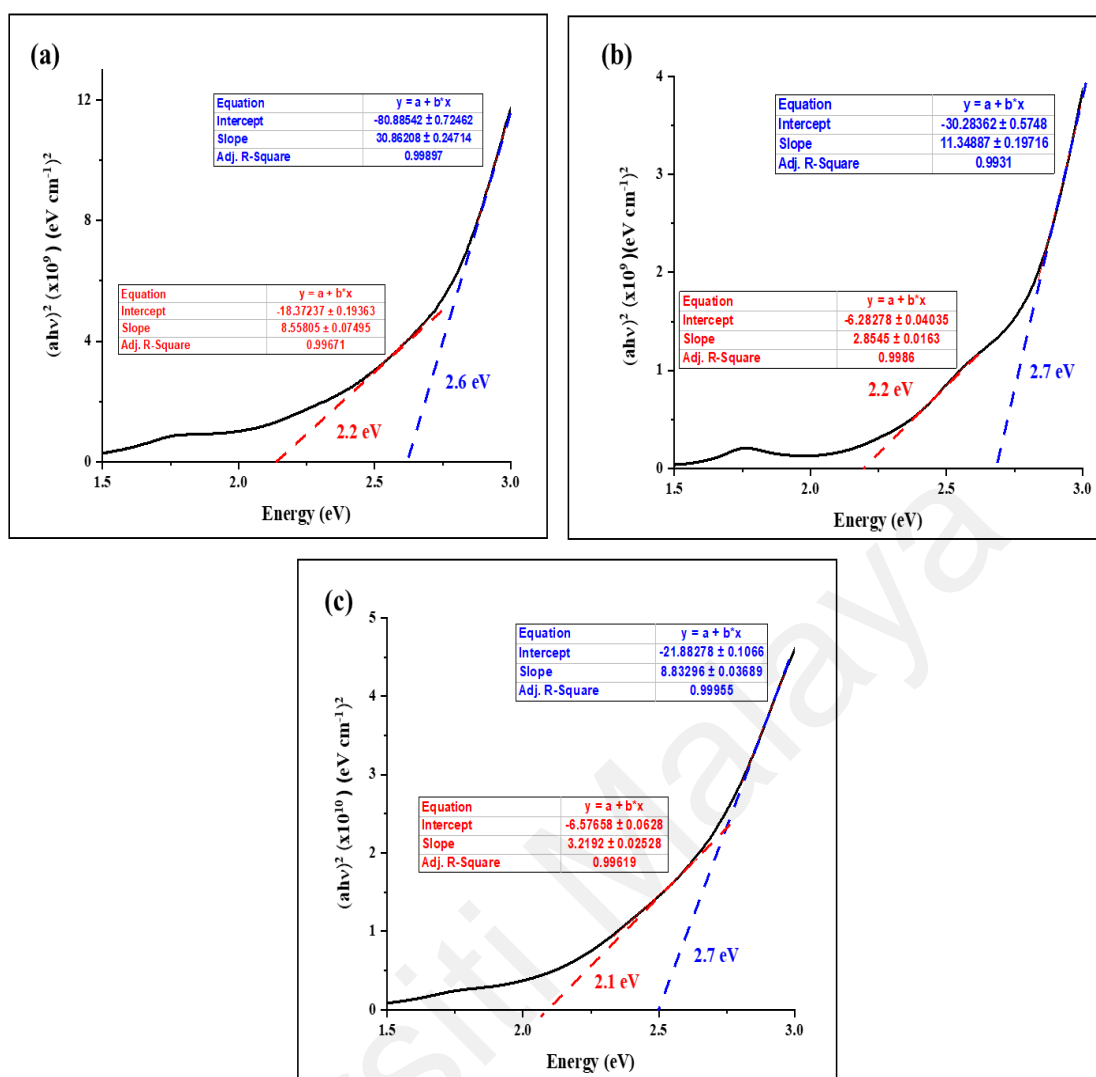 (a)
12
8
4
0
(ahν)² (x10⁹) (eV cm⁻¹)²
Equation y = a + b*x
Intercept -80.88542 ± 0.72462
Slope 30.86208 ± 0.24714
Adj. R-Square 0.99897
Equation y = a + b*x
Intercept -18.37237 ± 0.19363
Slope 8.55805 ± 0.07495
Adj. R-Square 0.99671
2.6 eV
2.2 eV
1.5 2.0 2.5 3.0
Energy (eV)
(b)
4
3
2
1
0
(ahν)² (x10⁹)(eV cm⁻¹)²
Equation y = a + b*x
Intercept -30.28362 ± 0.5748
Slope 11.34887 ± 0.19716
Adj. R-Square 0.9931
Equation y = a + b*x
Intercept -6.28278 ± 0.04035
Slope 2.8545 ± 0.0163
Adj. R-Square 0.9986
2.2 eV
2.7 eV
1.5 2.0 2.5 3.0
Energy (eV)
(c)
5
4
3
2
1
0
(ahν)² (x10¹⁰) (eV cm⁻¹)²
Equation y = a + b*x
Intercept -21.88278 ± 0.1066
Slope 8.83296 ± 0.03689
Adj. R-Square 0.99955
Equation y = a + b*x
Intercept -6.57658 ± 0.0628
Slope 3.2192 ± 0.02528
Adj. R-Square 0.99619
2.1 eV
2.7 eV
1.5 2.0 2.5 3.0
Energy (eV)
rsiti Malaya